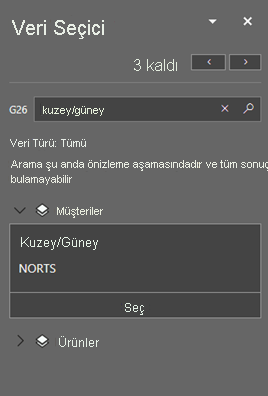 Veri Seçici
3 kaldı
G26 kuzey/güney
Veri Türü: Tümü
Arama şu anda önizleme aşamasındadır ve tüm sonuç
bulamayabilir
Müşteriler
Kuzey/Güney
NORTS
Seç
Ürünler